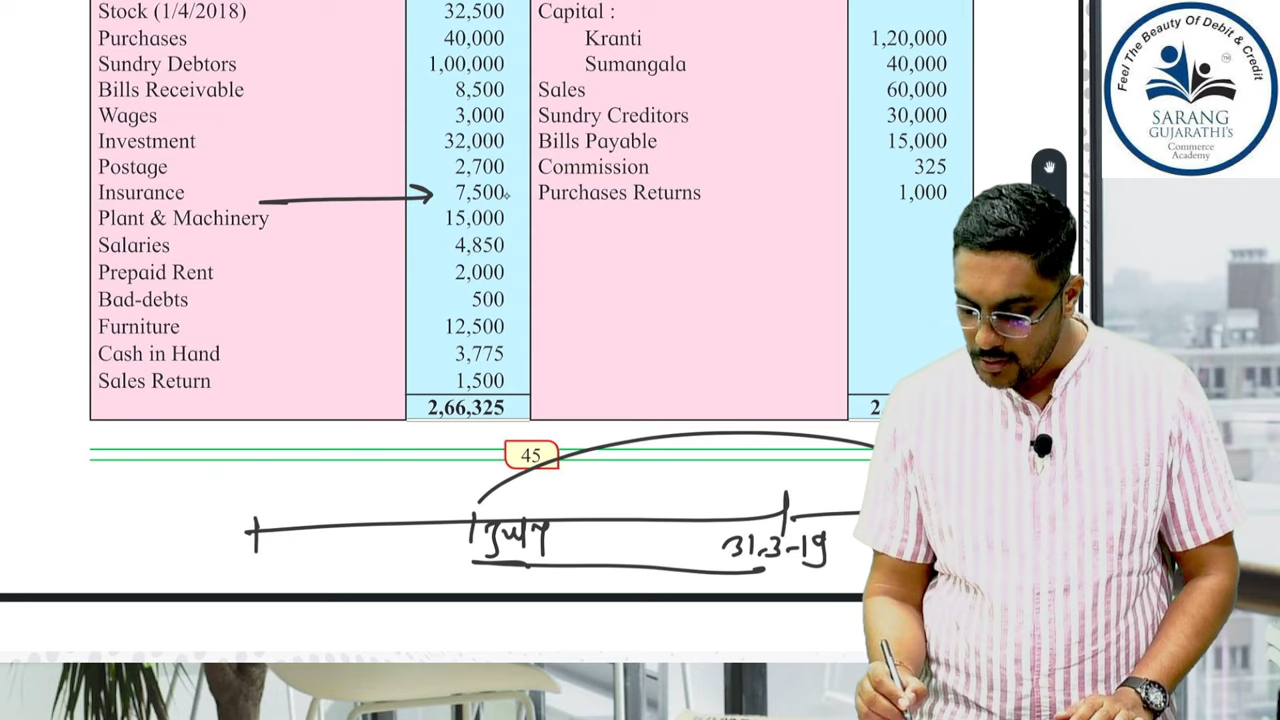 Stock (1/4/2018) 32,500 Capital :
Purchases 40,000 Kranti 1,20,000
Sundry Debtors 1,00,000 Sumangala 40,000
Bills Receivable 8,500 Sales 60,000
Wages 3,000 Sundry Creditors 30,000
Investment 32,000 Bills Payable 15,000
Postage 2,700 Commission 325
Insurance 7,500 Purchases Returns 1,000
Plant & Machinery 15,000
Salaries 4,850
Prepaid Rent 2,000
Bad-debts 500
Furniture 12,500
Cash in Hand 3,775
Sales Return 1,500
2,66,325 2
45
1 July 31.3-19
Feel The Beauty Of Debit & Credit
TM
SARANG
GUJARATHI'S
Commerce
Academy